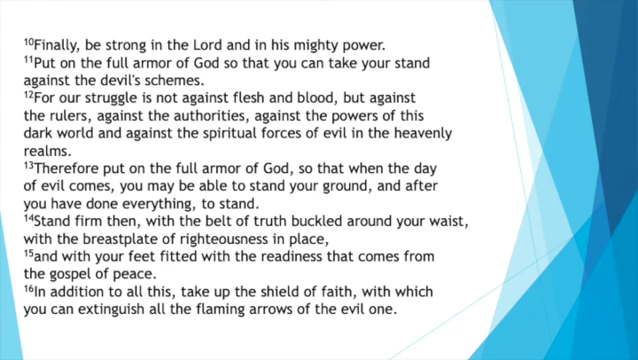 ¹⁰Finally, be strong in the Lord and in his mighty power.
¹¹Put on the full armor of God so that you can take your stand
against the devil's schemes.
¹²For our struggle is not against flesh and blood, but against
the rulers, against the authorities, against the powers of this
dark world and against the spiritual forces of evil in the heavenly
realms.
¹³Therefore put on the full armor of God, so that when the day
of evil comes, you may be able to stand your ground, and after
you have done everything, to stand.
¹⁴Stand firm then, with the belt of truth buckled around your waist,
with the breastplate of righteousness in place,
¹⁵and with your feet fitted with the readiness that comes from
the gospel of peace.
¹⁶In addition to all this, take up the shield of faith, with which
you can extinguish all the flaming arrows of the evil one.